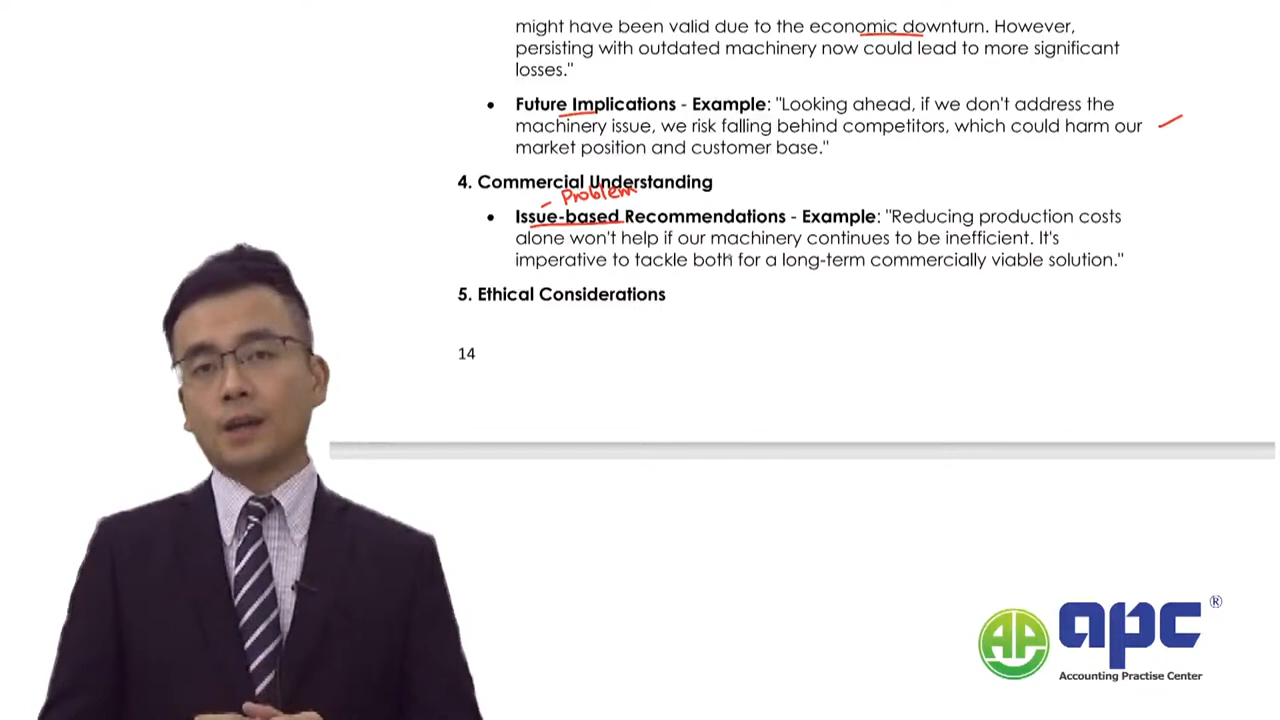 might have been valid due to the economic downturn. However,
persisting with outdated machinery now could lead to more significant
losses."
• Future Implications - Example: "Looking ahead, if we don't address the
machinery issue, we risk falling behind competitors, which could harm our
market position and customer base."
4. Commercial Understanding
- Problem
• Issue-based Recommendations - Example: "Reducing production costs
alone won't help if our machinery continues to be inefficient. It's
imperative to tackle both for a long-term commercially viable solution."
5. Ethical Considerations
14
AP apc ®
Accounting Practise Center